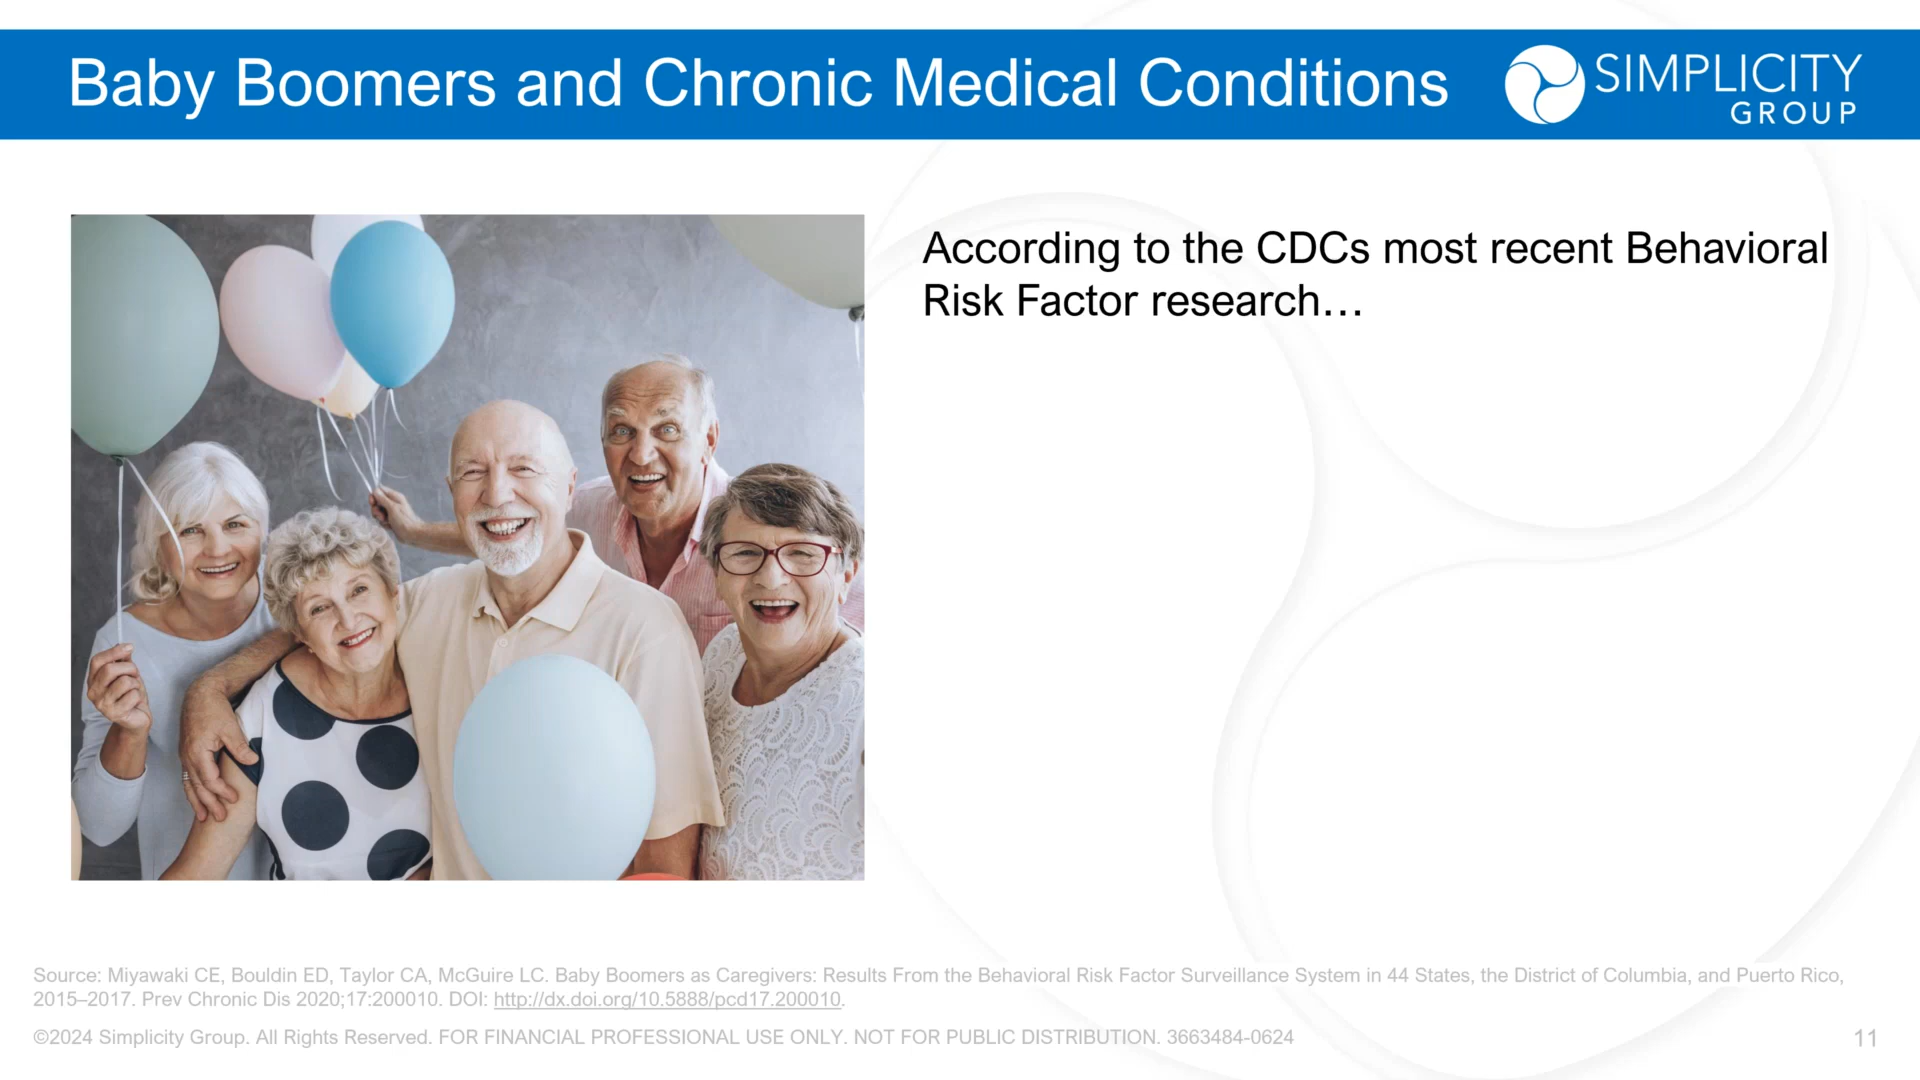 Baby Boomers and Chronic Medical Conditions
SIMPLICITY
GROUP
According to the CDCs most recent Behavioral
Risk Factor research…
Source: Miyawaki CE, Bouldin ED, Taylor CA, McGuire LC. Baby Boomers as Caregivers: Results From the Behavioral Risk Factor Surveillance System in 44 States, the District of Columbia, and Puerto Rico,
2015–2017. Prev Chronic Dis 2020;17:200010. DOI: http://dx.doi.org/10.5888/pcd17.200010.
©2024 Simplicity Group. All Rights Reserved. FOR FINANCIAL PROFESSIONAL USE ONLY. NOT FOR PUBLIC DISTRIBUTION. 3663484-0624
11